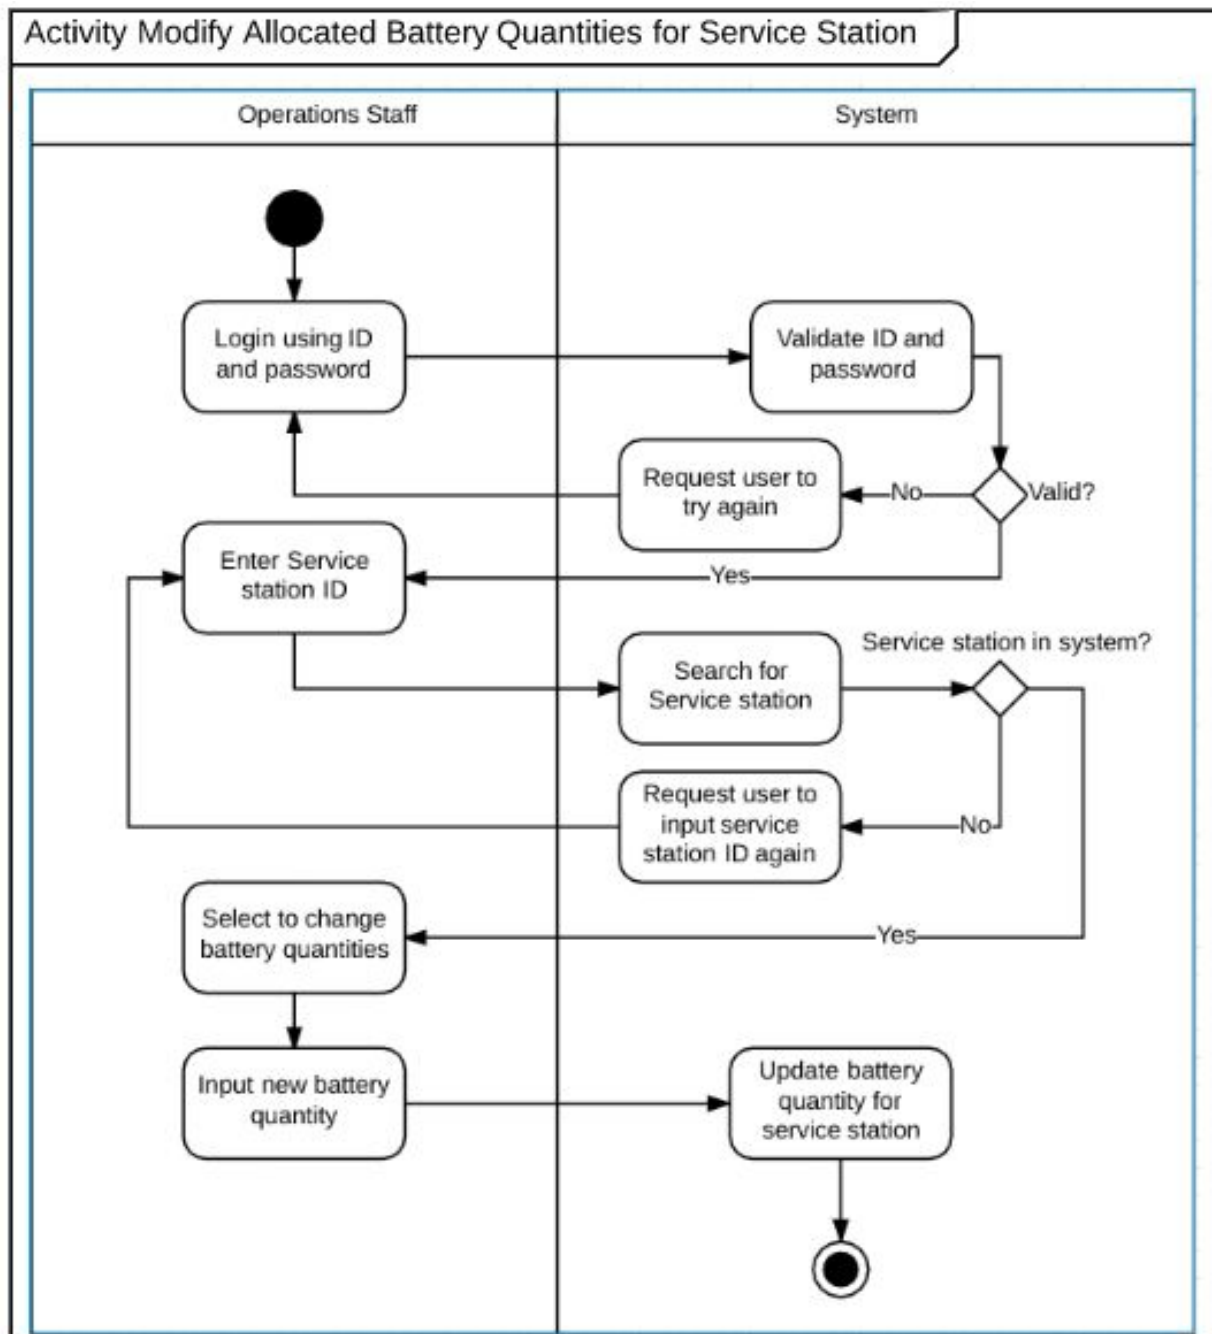 Activity Modify Allocated Battery Quantities for Service Station
Operations Staff
System
Login using ID
and password
Validate ID and
password
Request user to
try again
No
Valid?
Enter Service
station ID
Yes
Service station in system?
Search for
Service station
Request user to
input service
station ID again
No
Select to change
battery quantities
Yes
Input new battery
quantity
Update battery
quantity for
service station